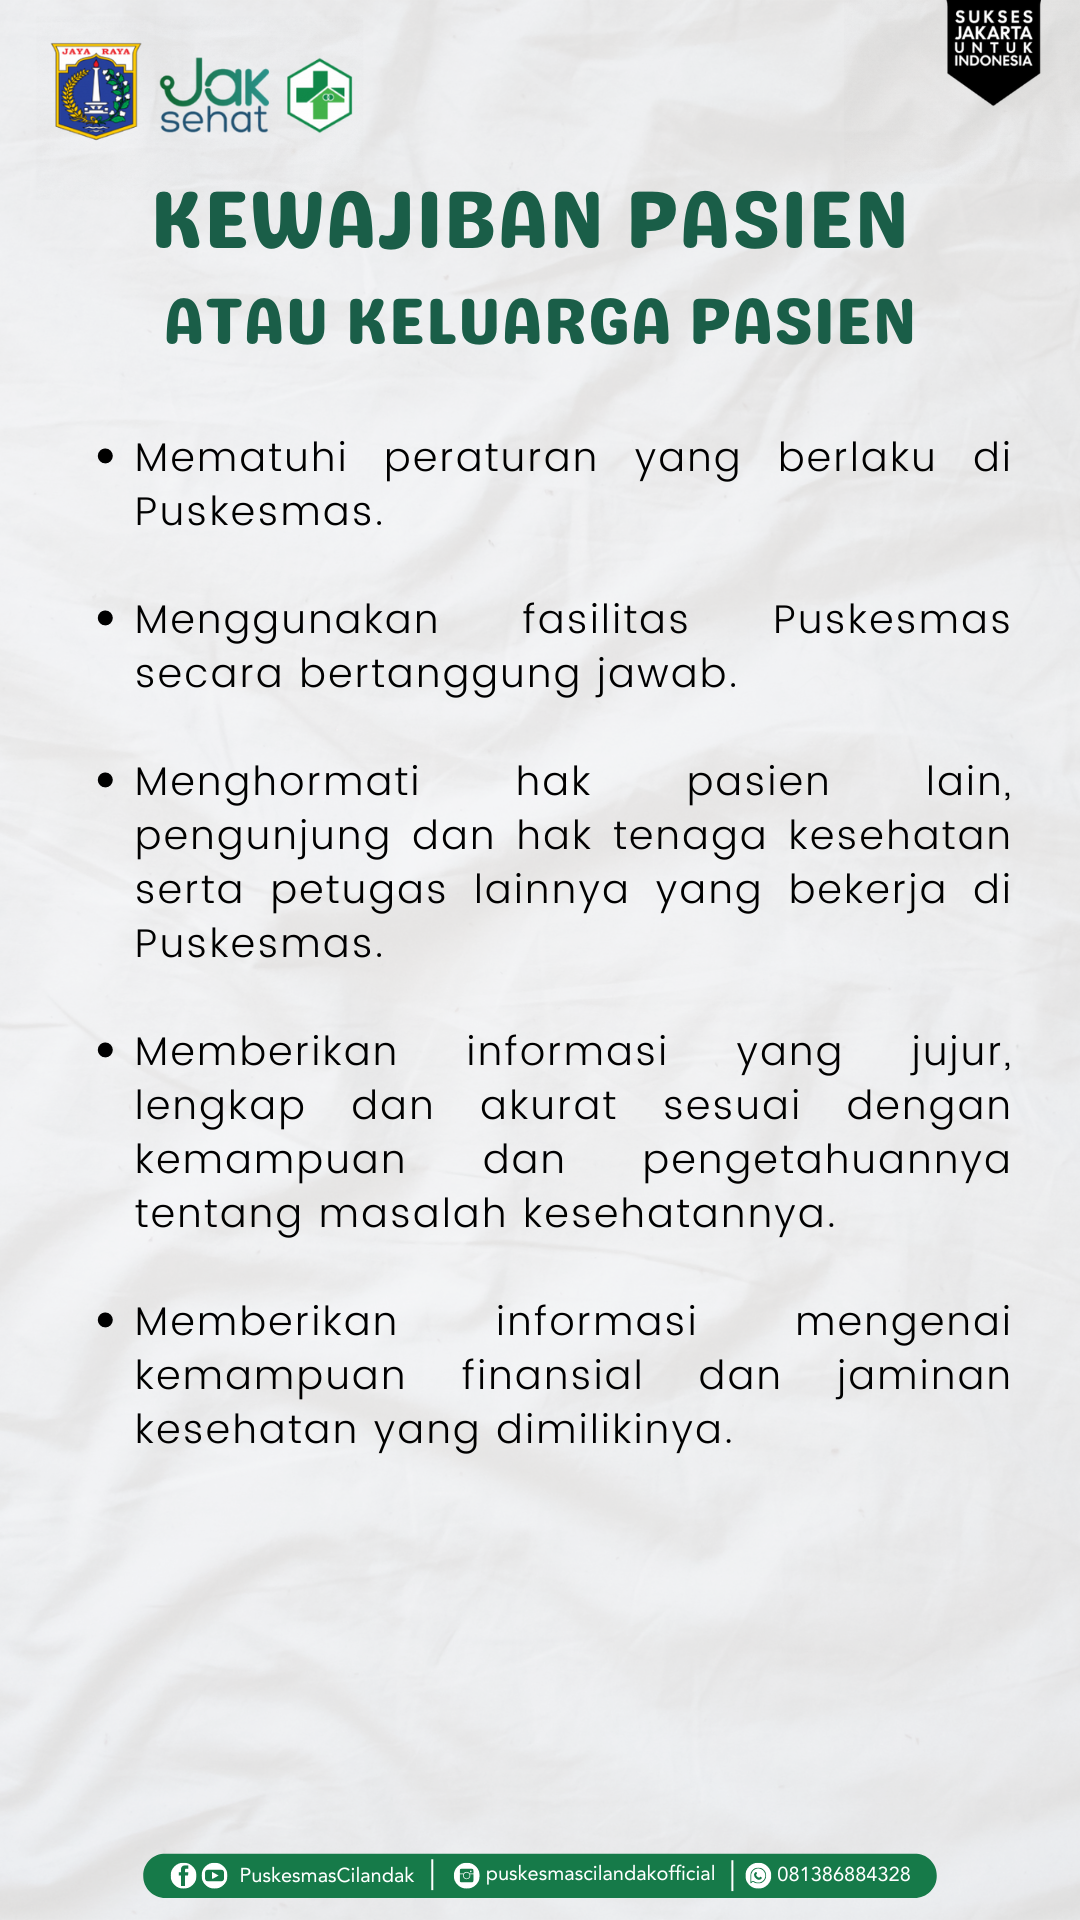 JAYA RAYA
Jak
sehat
SUKSES
JAKARTA
UNTUK
INDONESIA
KEWAJIBAN PASIEN
ATAU KELUARGA PASIEN
• Mematuhi peraturan yang berlaku di
Puskesmas.
• Menggunakan fasilitas Puskesmas
secara bertanggung jawab.
• Menghormati hak pasien lain,
pengunjung dan hak tenaga kesehatan
serta petugas lainnya yang bekerja di
Puskesmas.
• Memberikan informasi yang jujur,
lengkap dan akurat sesuai dengan
kemampuan dan pengetahuannya
tentang masalah kesehatannya.
• Memberikan informasi mengenai
kemampuan finansial dan jaminan
kesehatan yang dimilikinya.
PuskesmasCilandak | puskesmascilandakofficial | 081386884328